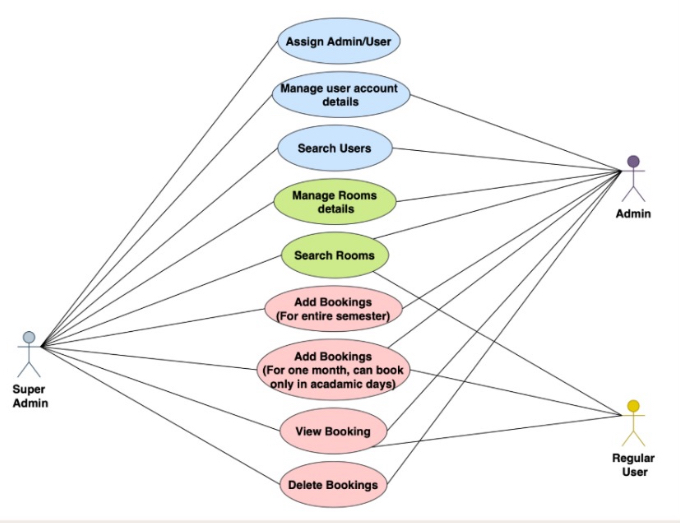 Assign Admin/User
Manage user account
details
Search Users
Manage Rooms
details
Search Rooms
Add Bookings
(For entire semester)
Add Bookings
(For one month, can book
only in acadamic days)
View Booking
Delete Bookings
Super
Admin
Admin
Regular
User